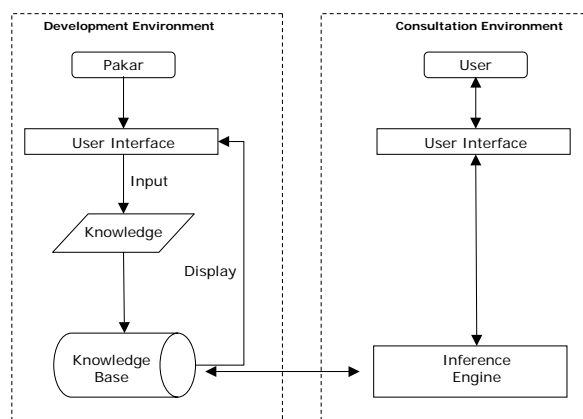 Development Environment
Pakar
User Interface
Input
Knowledge
Display
Knowledge
Base
Consultation Environment
User
User Interface
Inference
Engine